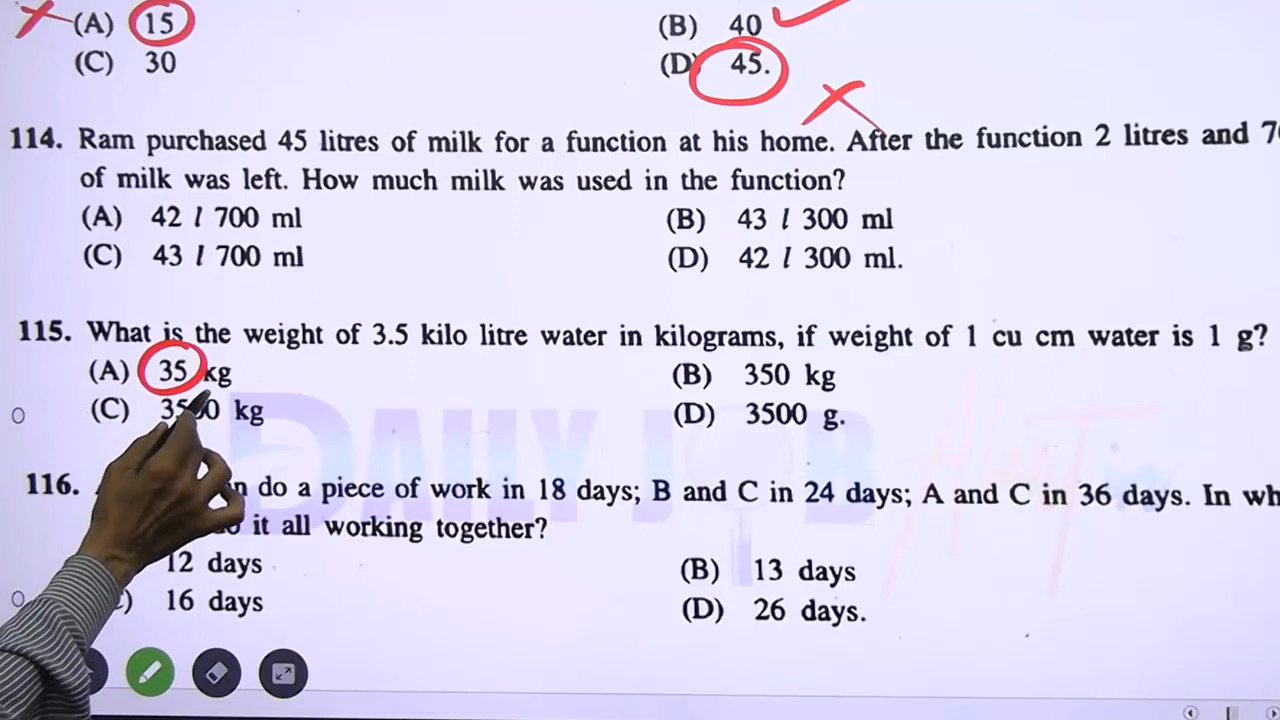 (A) 15 (B) 40
(C) 30 (D) 45.
114. Ram purchased 45 litres of milk for a function at his home. After the function 2 litres and
of milk was left. How much milk was used in the function?
(A) 42 l 700 ml (B) 43 l 300 ml
(C) 43 l 700 ml (D) 42 l 300 ml.
115. What is the weight of 3.5 kilo litre water in kilograms, if weight of 1 cu cm water is 1 g?
(A) 35 kg (B) 350 kg
(C) 3500 kg (D) 3500 g.
116. do a piece of work in 18 days; B and C in 24 days; A and C in 36 days. In
it all working together?
12 days (B) 13 days
16 days (D) 26 days.
DAILY JOB
Alert